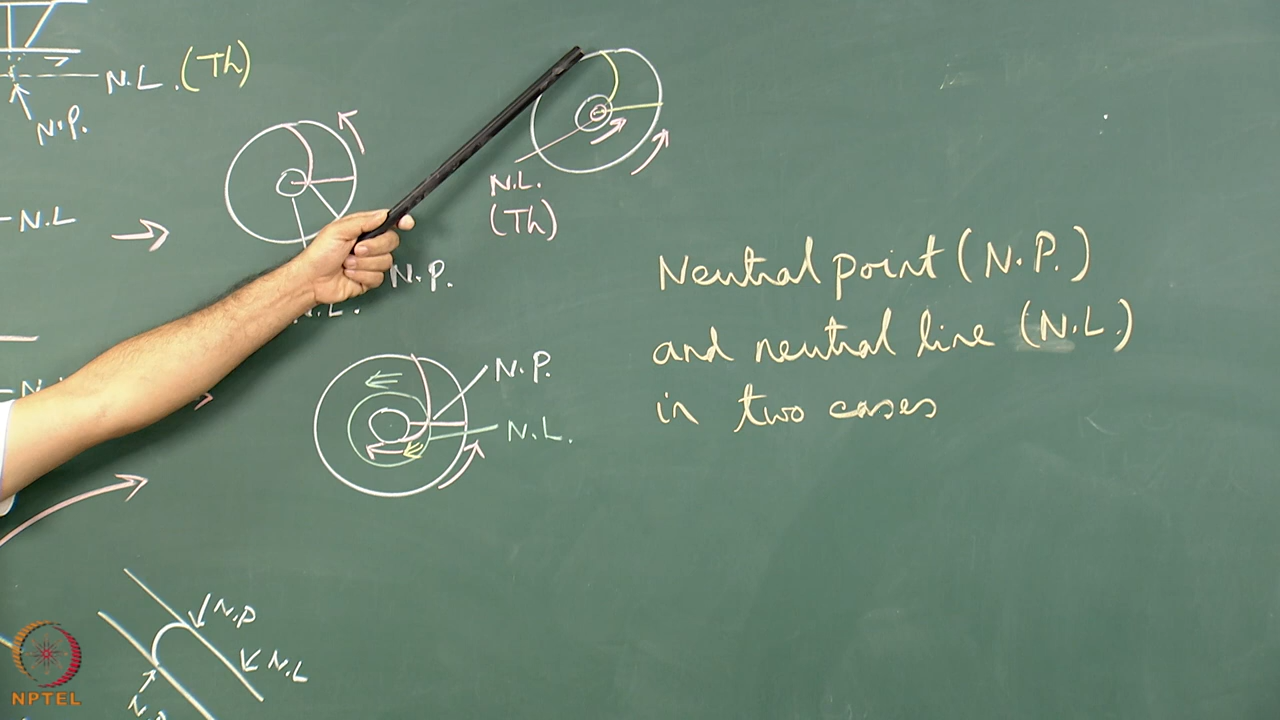 N.L. (Th)
N.P.
N.L
N.L.
(Th)
N.P.
Neutral point (N.P.)
and neutral line (N.L.)
in two cases
N.P.
N.L.
N.P
N.L
NPTEL